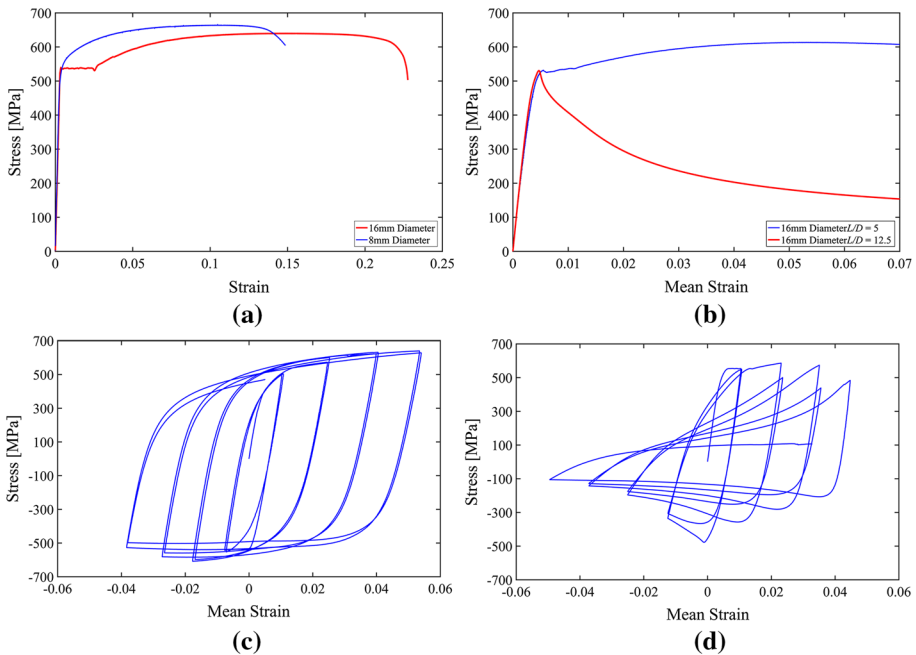 700
600
500
400
300
200
100
0
Stress [MPa]
0 0.05 0.1 0.15 0.2 0.25
Strain
16mm Diameter
8mm Diameter
(a)
700
600
500
400
300
200
100
0
Stress [MPa]
0 0.01 0.02 0.03 0.04 0.05 0.06 0.07
Mean Strain
16mm DiameterL/D = 5
16mm DiameterL/D = 12.5
(b)
700
500
300
100
-100
-300
-500
-700
Stress [MPa]
-0.06 -0.04 -0.02 0 0.02 0.04 0.06
Mean Strain
(c)
700
500
300
100
-100
-300
-500
-700
Stress [MPa]
-0.06 -0.04 -0.02 0 0.02 0.04 0.06
Mean Strain
(d)